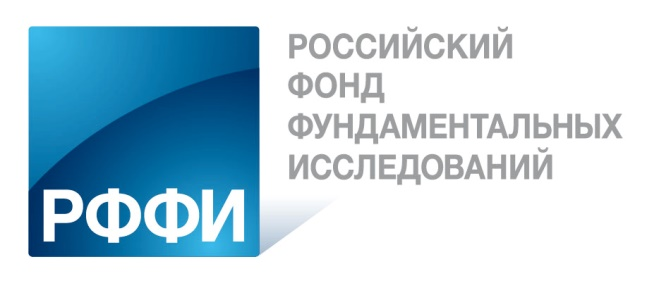 РФФИ
РОССИЙСКИЙ
ФОНД
ФУНДАМЕНТАЛЬНЫХ
ИССЛЕДОВАНИЙ